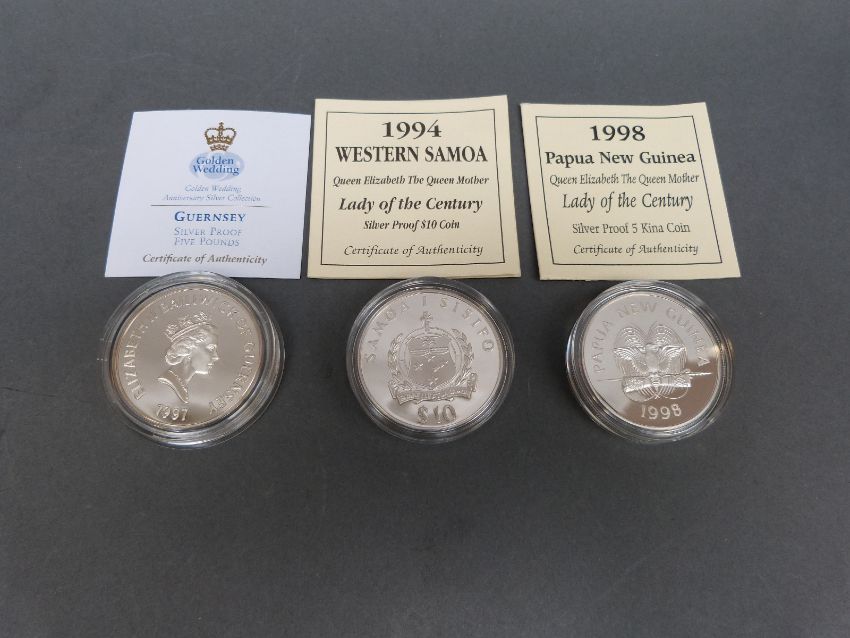 Golden
Wedding
Golden Wedding
Anniversary Silver Collection
GUERNSEY
SILVER PROOF
FIVE POUNDS
Certificate of Authenticity
1994
WESTERN SAMOA
Queen Elizabeth The Queen Mother
Lady of the Century
Silver Proof $10 Coin
Certificate of Authenticity
1998
Papua New Guinea
Queen Elizabeth The Queen Mother
Lady of the Century
Silver Proof 5 Kina Coin
Certificate of Authenticity
ELIZABETH II BAILIWICK OF GUERNSEY
1997
SAMOA I SISIFO
$10
PAPUA NEW GUINEA
1998